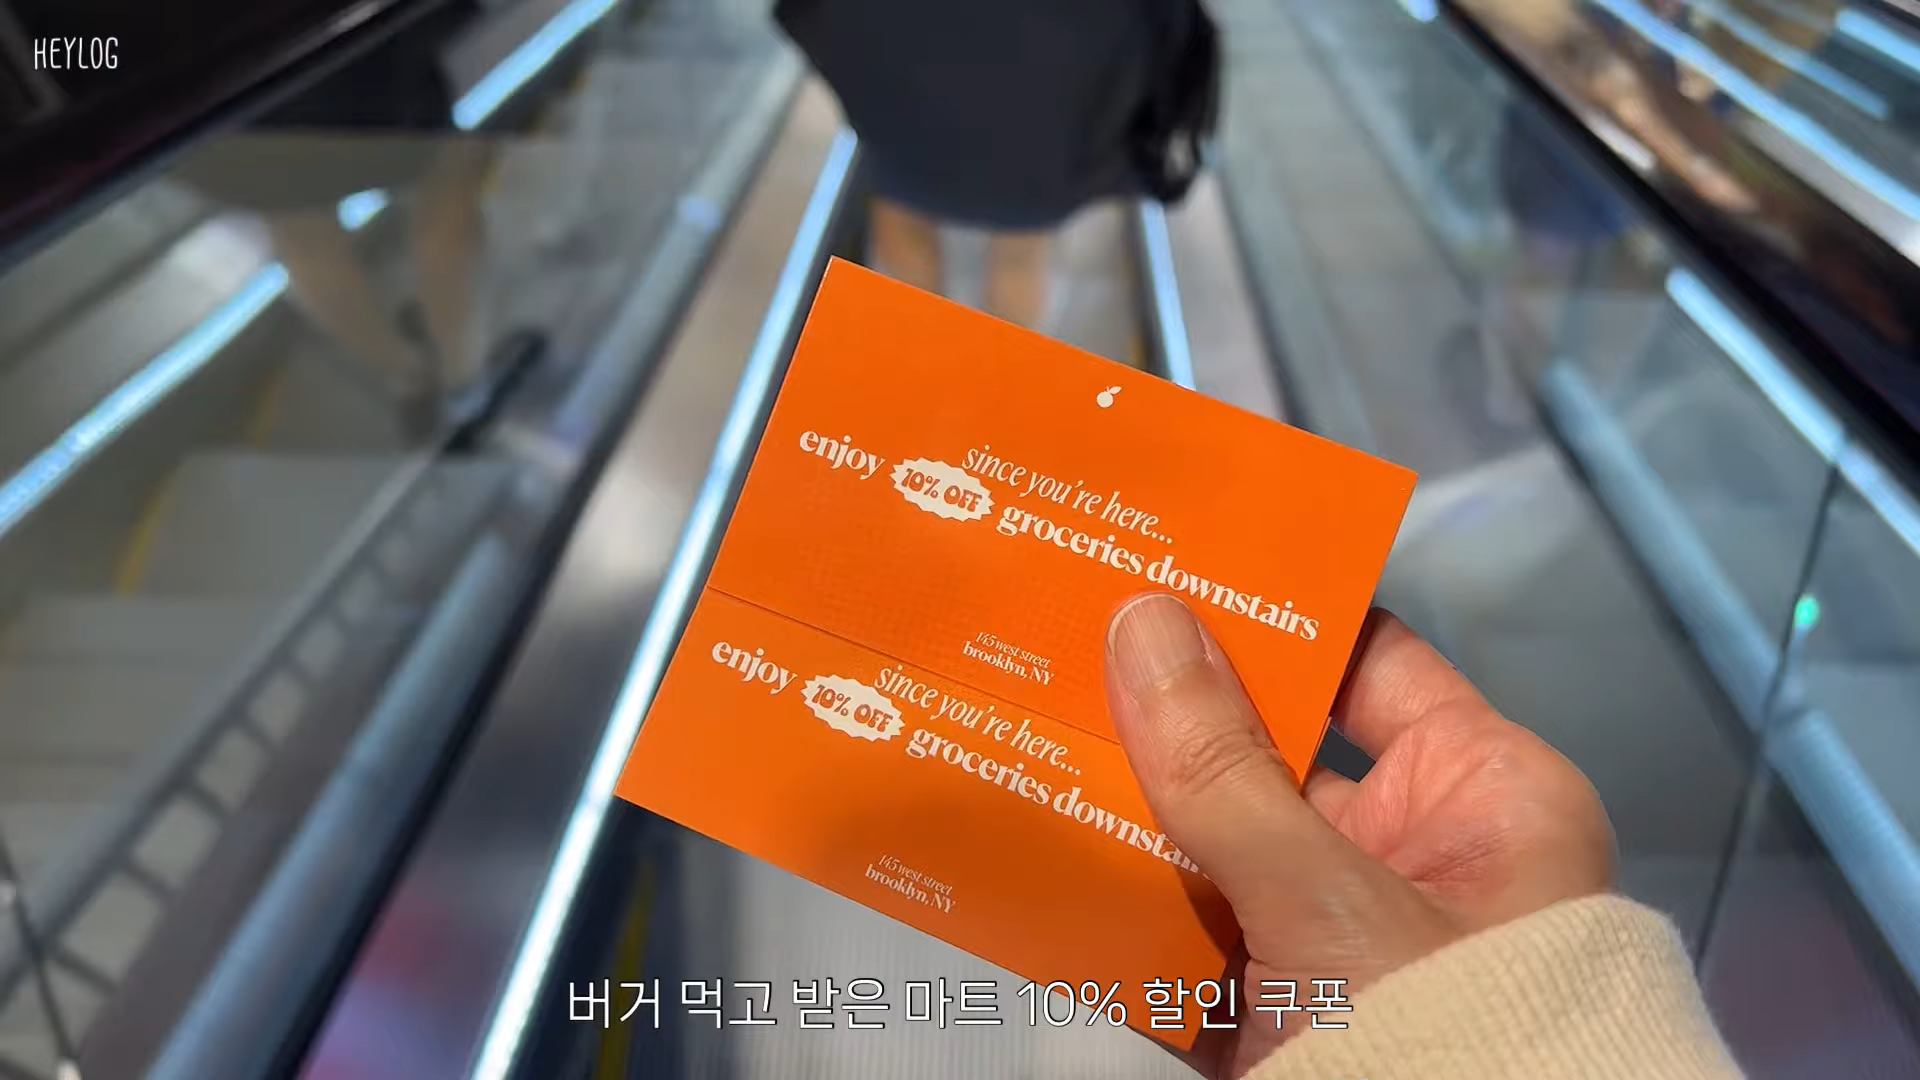 HEYLOG
since you're here...
enjoy 10% OFF groceries downstairs
145 west street
brooklyn, NY
since you're here...
enjoy 10% OFF groceries
145 west street
brooklyn, NY
버거 먹고 받은 마트 10% 할인 쿠폰